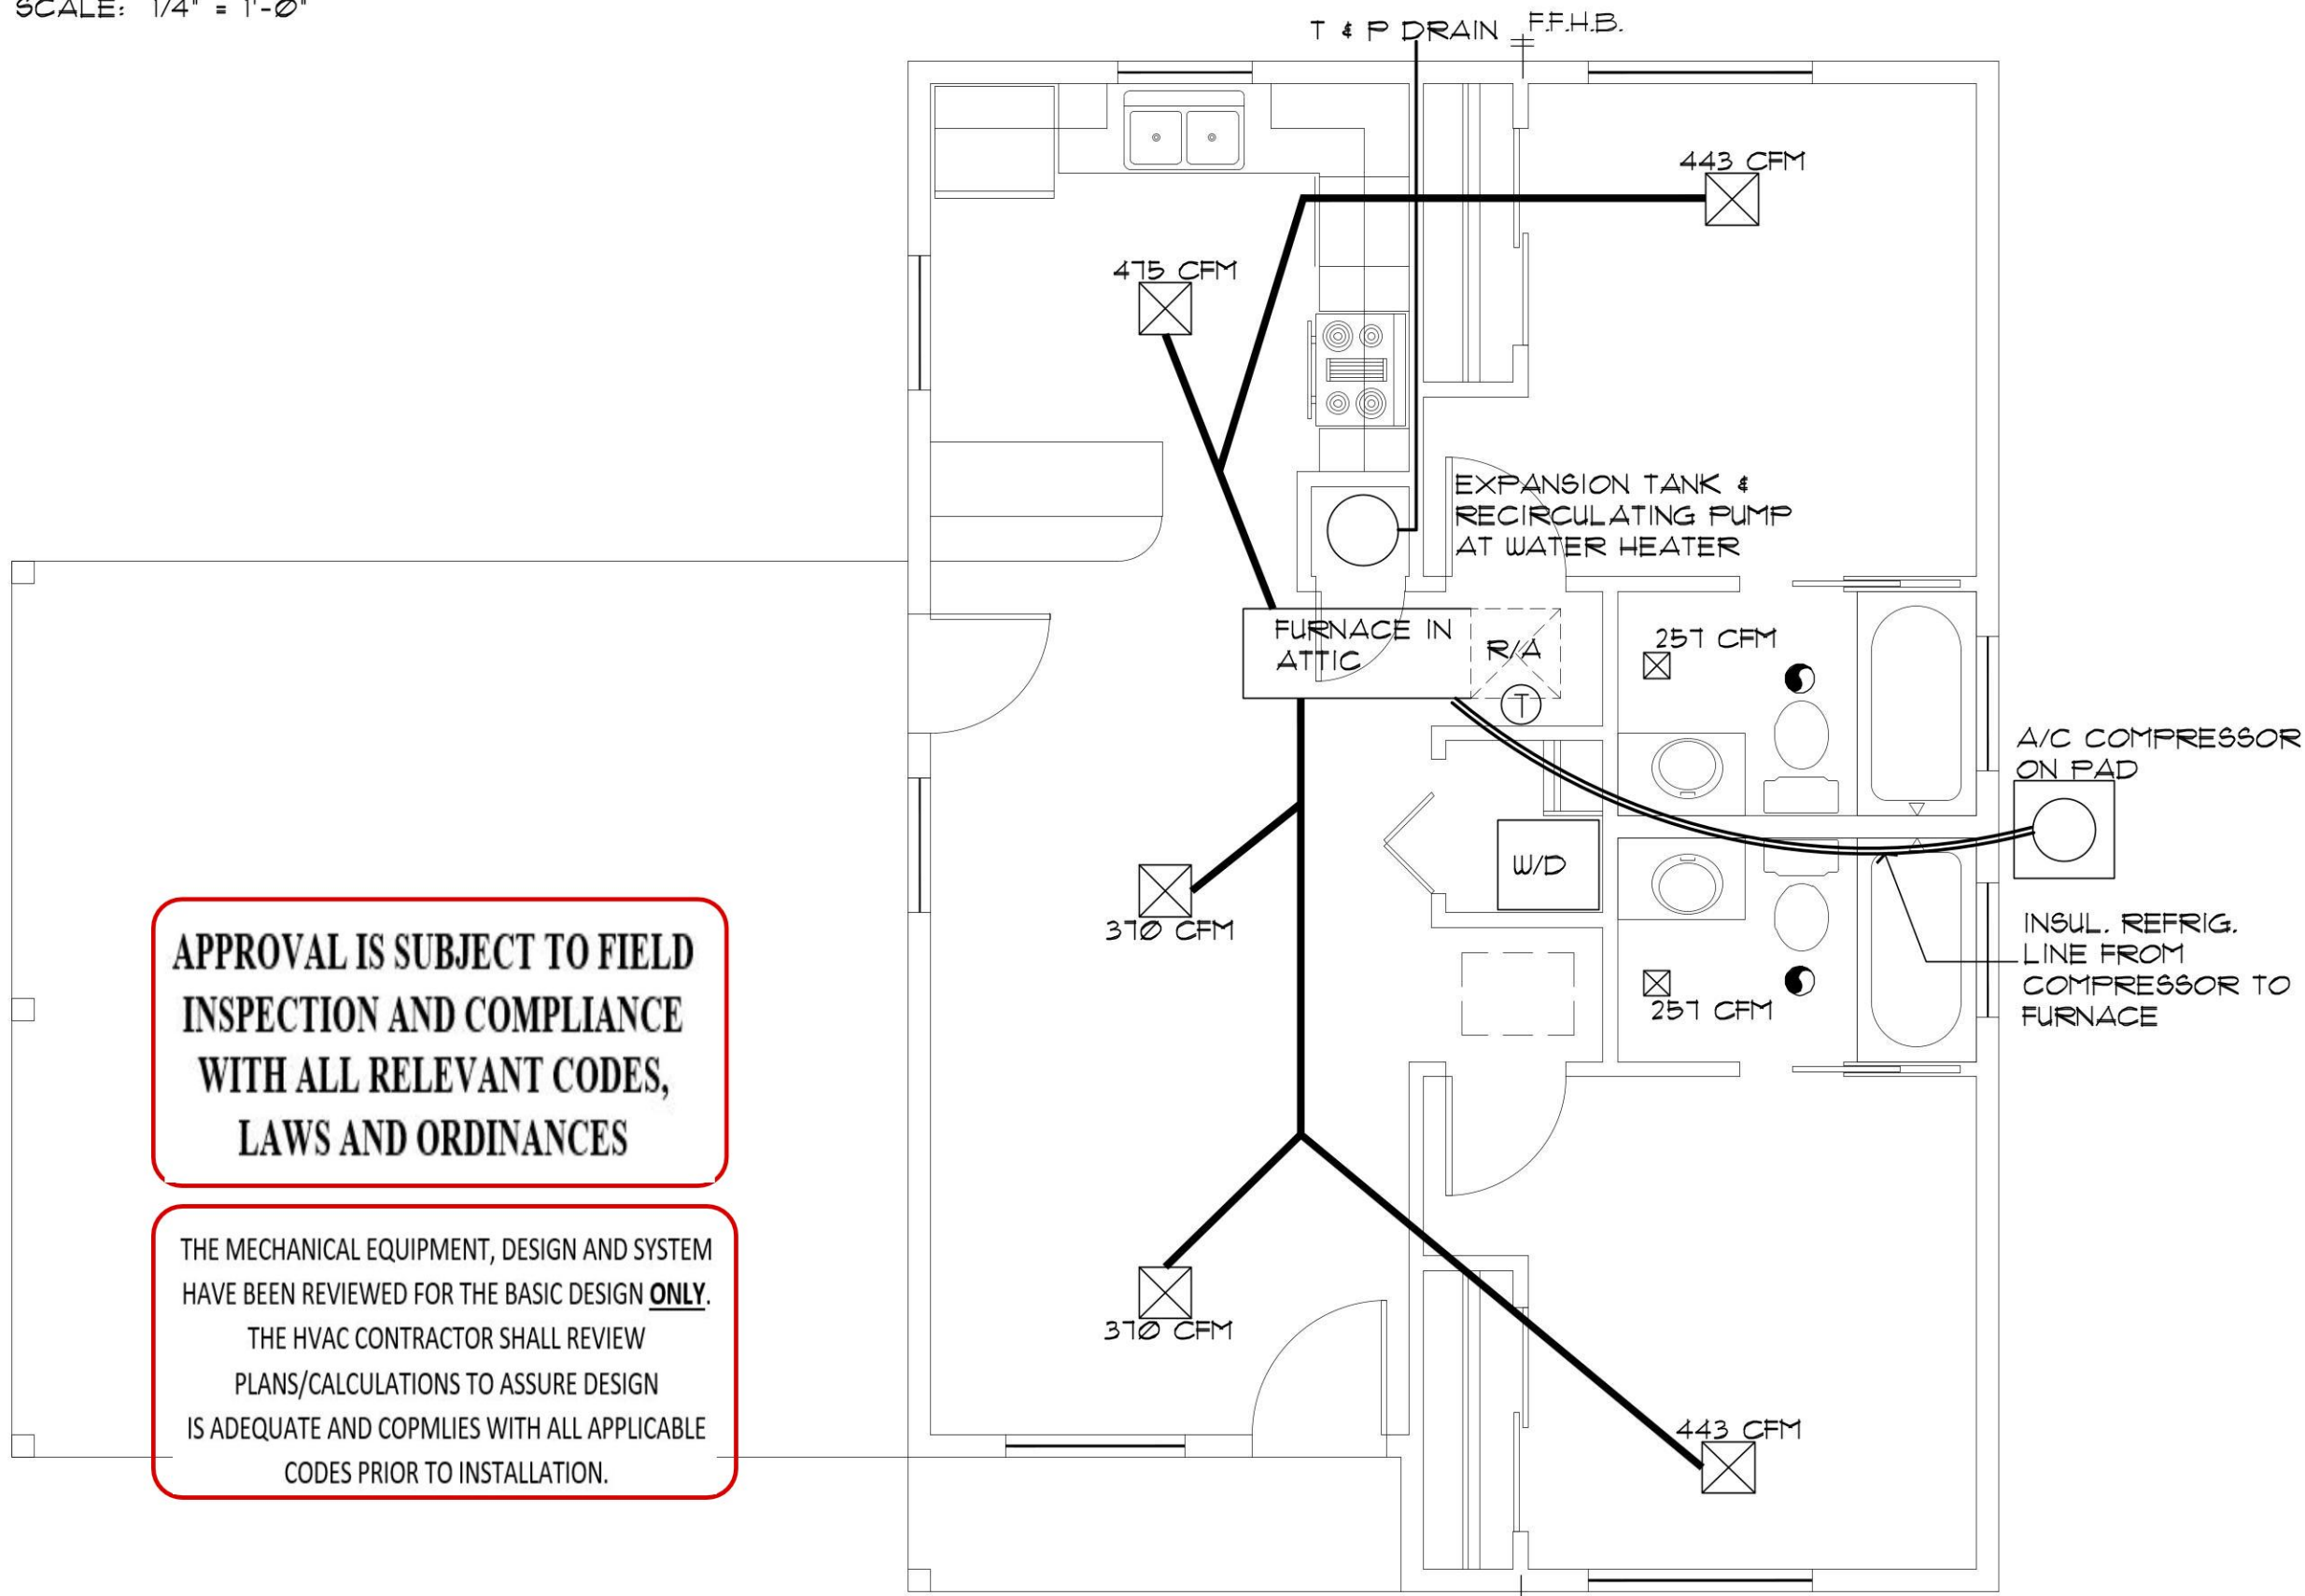 SCALE: 1/4" = 1'-0"
T & P DRAIN
F.F.H.B.
443 CFM
475 CFM
EXPANSION TANK &
RECIRCULATING PUMP
AT WATER HEATER
FURNACE IN
ATTIC
R/A
T
257 CFM
A/C COMPRESSOR
ON PAD
W/D
370 CFM
INSUL. REFRIG.
LINE FROM
COMPRESSOR TO
FURNACE
257 CFM
370 CFM
443 CFM
APPROVAL IS SUBJECT TO FIELD
INSPECTION AND COMPLIANCE
WITH ALL RELEVANT CODES,
LAWS AND ORDINANCES
THE MECHANICAL EQUIPMENT, DESIGN AND SYSTEM
HAVE BEEN REVIEWED FOR THE BASIC DESIGN ONLY.
THE HVAC CONTRACTOR SHALL REVIEW
PLANS/CALCULATIONS TO ASSURE DESIGN
IS ADEQUATE AND COPMLIES WITH ALL APPLICABLE
CODES PRIOR TO INSTALLATION.